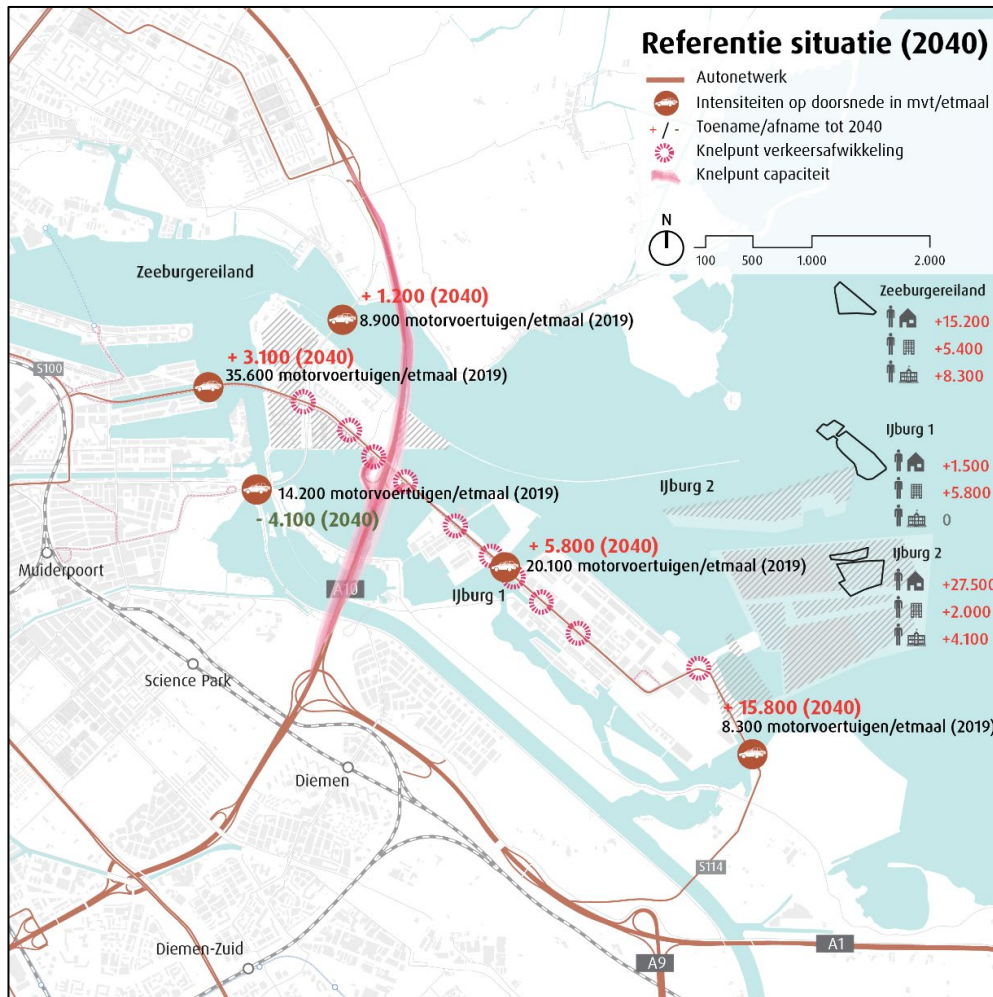 Referentie situatie (2040)
Autonetwerk
Intensiteiten op doorsnede in mvt/etmaal
+ / - Toename/afname tot 2040
Knelpunt verkeersafwikkeling
Knelpunt capaciteit
N
100 500 1.000 2.000
Zeeburgereiland
Zeeburgereiland
+15.200
+5.400
+8.300
+ 1.200 (2040)
8.900 motorvoertuigen/etmaal (2019)
+ 3.100 (2040)
35.600 motorvoertuigen/etmaal (2019)
S100
IJburg 1
+1.500
+5.800
0
14.200 motorvoertuigen/etmaal (2019)
- 4.100 (2040)
IJburg 2
+ 5.800 (2040)
20.100 motorvoertuigen/etmaal (2019)
IJburg 2
+27.500
+2.000
+4.100
Muiderpoort
A10
IJburg 1
Science Park
+ 15.800 (2040)
8.300 motorvoertuigen/etmaal (2019)
Diemen
S114
Diemen-Zuid
A9
A1